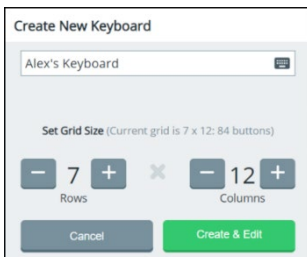 Create New Keyboard
Alex's Keyboard
Set Grid Size (Current grid is 7 x 12: 84 buttons)
− 7 + × − 12 +
Rows Columns
Cancel Create & Edit